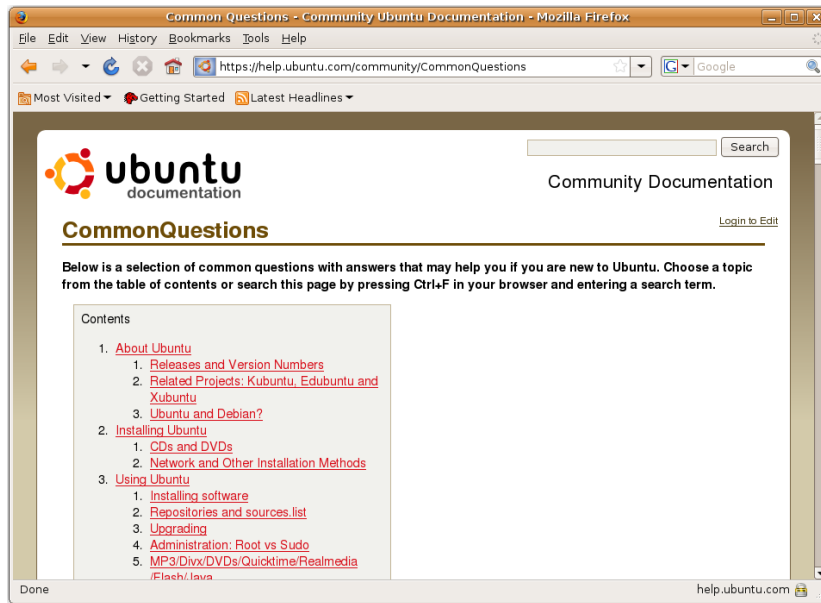 Common Questions - Community Ubuntu Documentation - Mozilla Firefox
File Edit View History Bookmarks Tools Help
https://help.ubuntu.com/community/CommonQuestions
G Google
Most Visited Getting Started Latest Headlines
Search
ubuntu
documentation
Community Documentation
Login to Edit
CommonQuestions
Below is a selection of common questions with answers that may help you if you are new to Ubuntu. Choose a topic
from the table of contents or search this page by pressing Ctrl+F in your browser and entering a search term.
Contents
1. About Ubuntu
1. Releases and Version Numbers
2. Related Projects: Kubuntu, Edubuntu and
Xubuntu
3. Ubuntu and Debian?
2. Installing Ubuntu
1. CDs and DVDs
2. Network and Other Installation Methods
3. Using Ubuntu
1. Installing software
2. Repositories and sources.list
3. Upgrading
4. Administration: Root vs Sudo
5. MP3/Divx/DVDs/Quicktime/Realmedia
/Flash/Java
Done
help.ubuntu.com